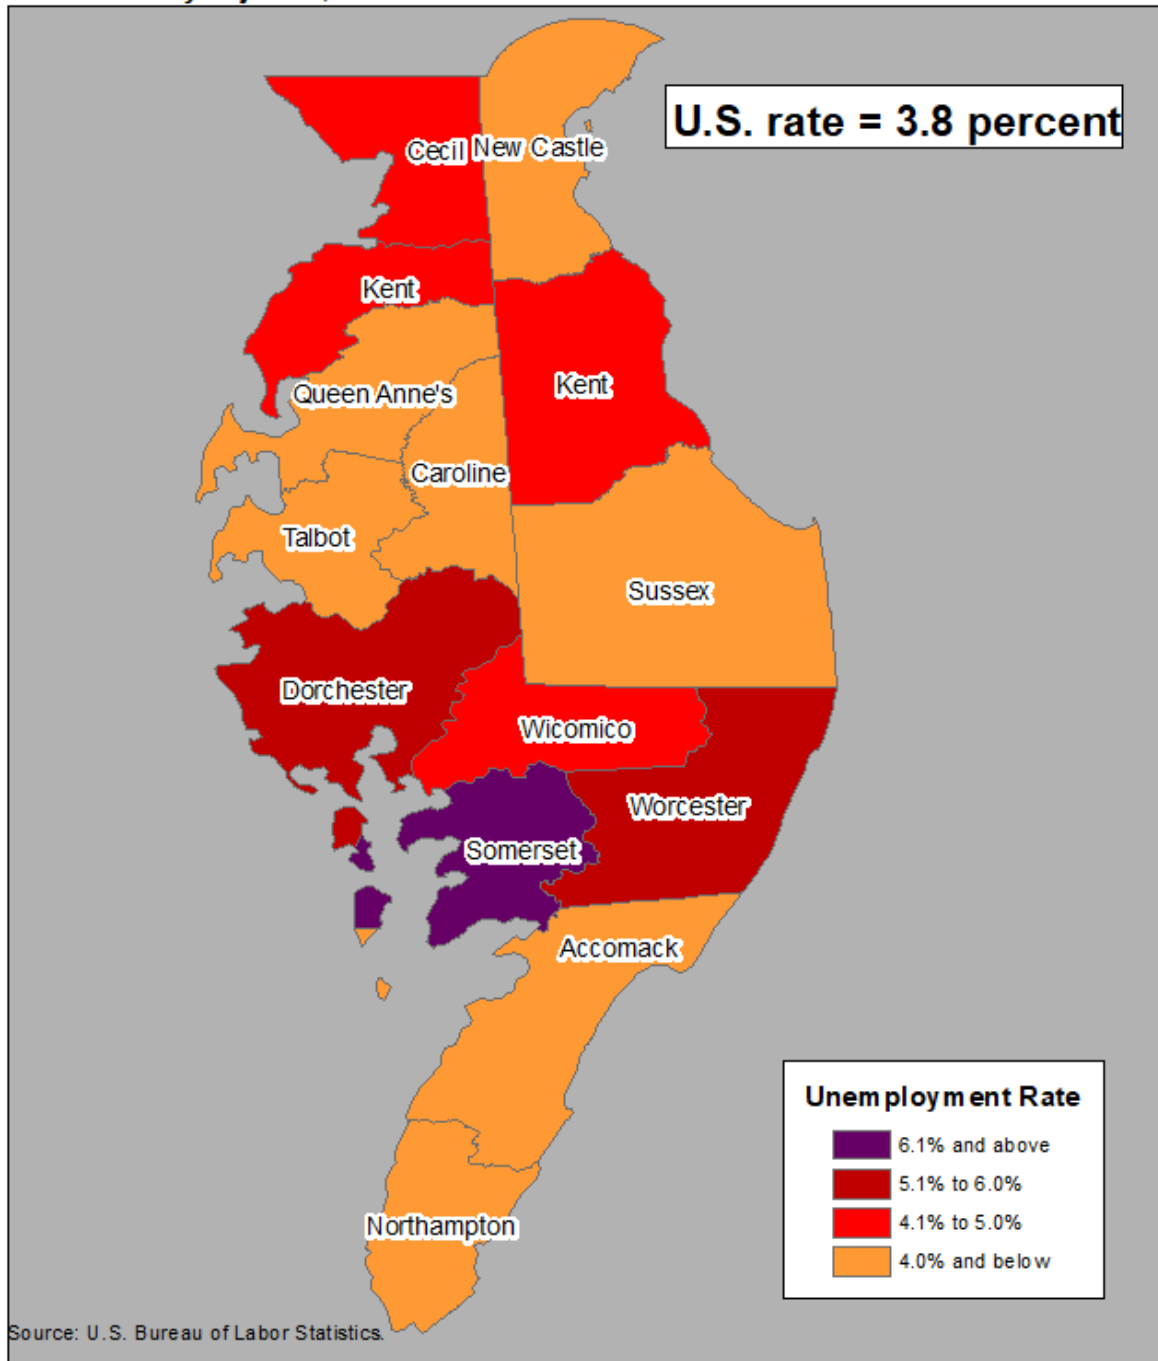 U.S. rate = 3.8 percent
Cecil
New Castle
Kent
Kent
Queen Anne's
Caroline
Talbot
Sussex
Dorchester
Wicomico
Worcester
Somerset
Accomack
Northampton
Unemployment Rate
6.1% and above
5.1% to 6.0%
4.1% to 5.0%
4.0% and below
Source: U.S. Bureau of Labor Statistics.